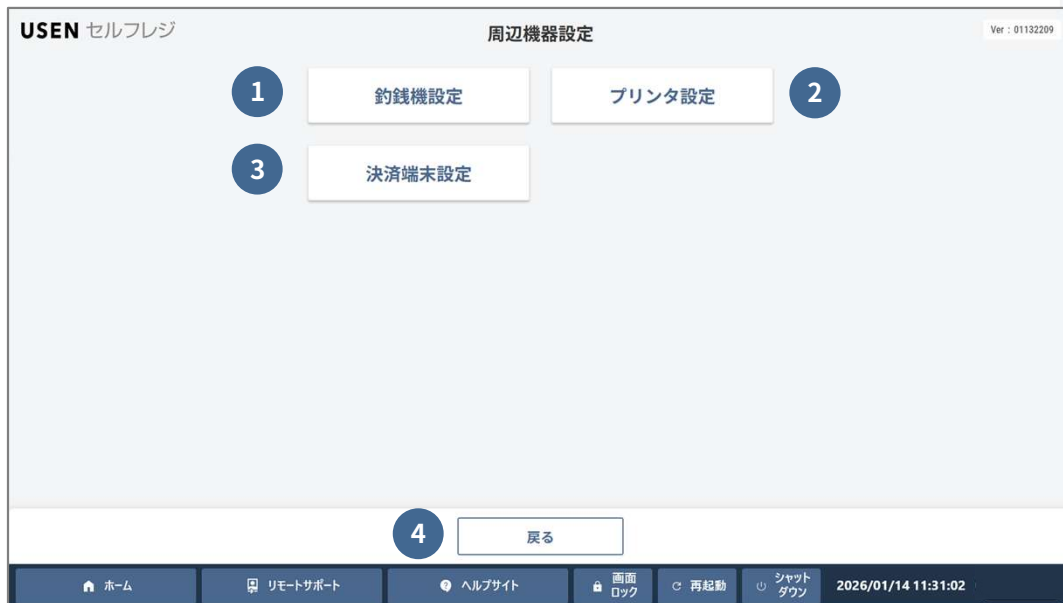 USEN セルフレジ
周辺機器設定
Ver : 01132209
1
釣銭機設定
プリンタ設定
2
3
決済端末設定
4
戻る
ホーム
リモートサポート
ヘルプサイト
画面
ロック
再起動
シャット
ダウン
2026/01/14 11:31:02